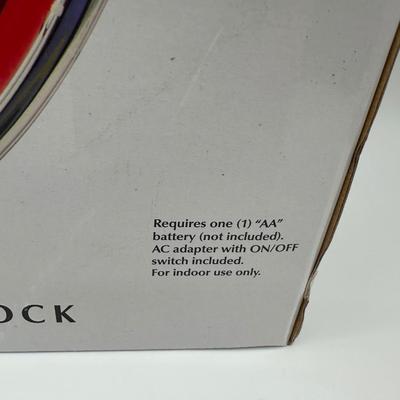 Requires one (1) "AA"
battery (not included).
AC adapter with ON/OFF
switch included.
For indoor use only.
OCK